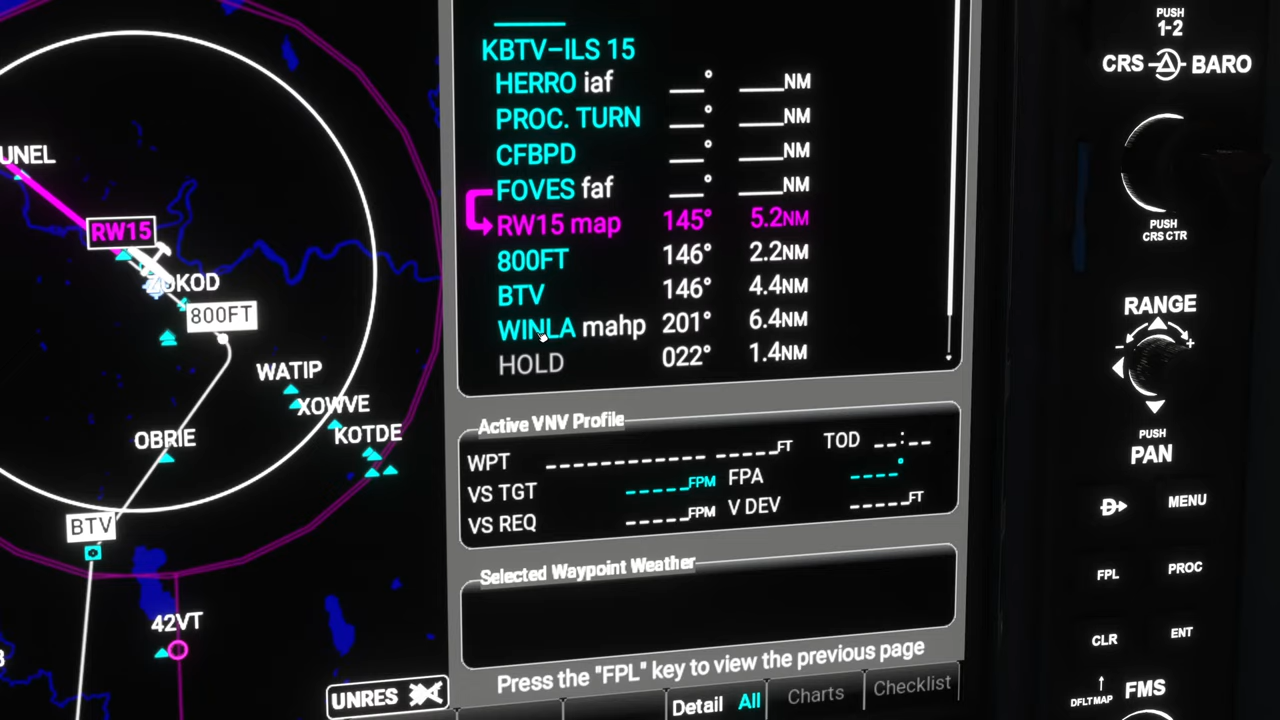 KBTV–ILS 15
HERRO iaf ___° ____NM
PROC. TURN ___° ____NM
CFBPD ___° ____NM
FOVES faf ___° ____NM
RW15 map 145° 5.2NM
800FT 146° 2.2NM
BTV 146° 4.4NM
WINLA mahp 201° 6.4NM
HOLD 022° 1.4NM
Active VNV Profile
WPT _____________ _____FT TOD __:__
VS TGT _____FPM FPA ____°
VS REQ _____FPM V DEV _____FT
Selected Waypoint Weather
Press the "FPL" key to view the previous page
Detail All Charts Checklist
UNEL
RW15
800FT
WATIP
XOWVE
KOTDE
OBRIE
BTV
42VT
UNRES
PUSH
1-2
CRS BARO
PUSH
CRS CTR
RANGE
- +
PUSH
PAN
D MENU
FPL PROC
CLR ENT
DFLT MAP FMS